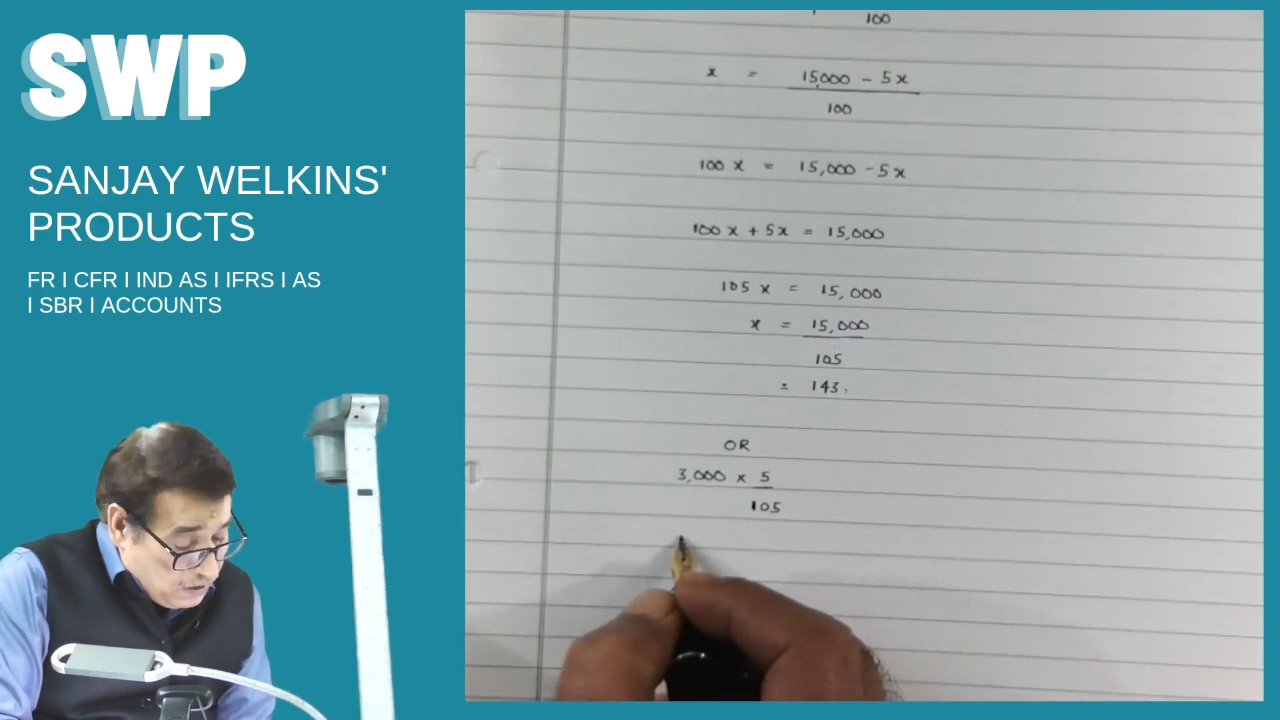 SWP
SANJAY WELKINS'
PRODUCTS
FR I CFR I IND AS I IFRS I AS
I SBR I ACCOUNTS
100
x = 15,000 - 5x
100
100 x = 15,000 - 5x
100 x + 5x = 15,000
105 x = 15,000
x = 15,000
105
= 143.
OR
3,000 x 5
105